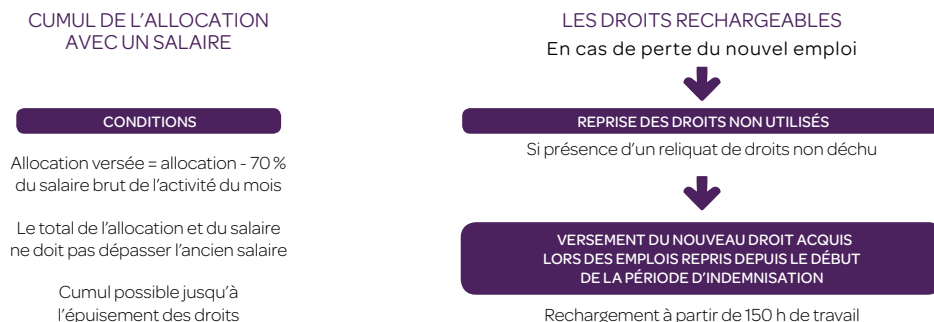 CUMUL DE L'ALLOCATION
AVEC UN SALAIRE
CONDITIONS
Allocation versée = allocation - 70 %
du salaire brut de l'activité du mois
Le total de l'allocation et du salaire
ne doit pas dépasser l'ancien salaire
Cumul possible jusqu'à
l'épuisement des droits
LES DROITS RECHARGEABLES
En cas de perte du nouvel emploi
REPRISE DES DROITS NON UTILISÉS
Si présence d'un reliquat de droits non déchu
VERSEMENT DU NOUVEAU DROIT ACQUIS
LORS DES EMPLOIS REPRIS DEPUIS LE DÉBUT
DE LA PÉRIODE D'INDEMNISATION
Rechargement à partir de 150 h de travail